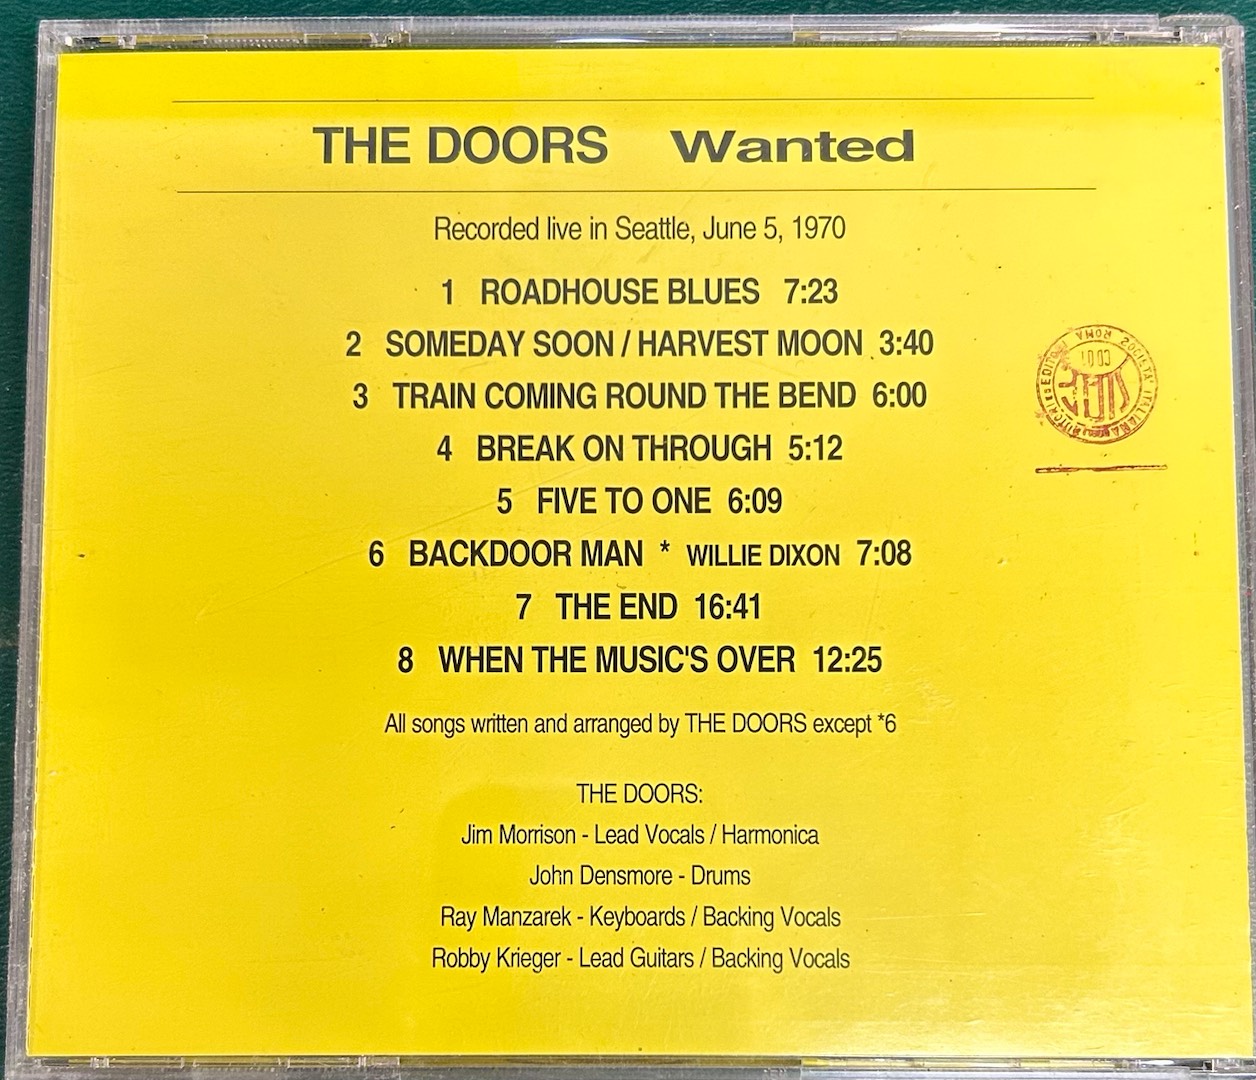 THE DOORS Wanted
Recorded live in Seattle, June 5, 1970
1 ROADHOUSE BLUES 7:23
2 SOMEDAY SOON / HARVEST MOON 3:40
3 TRAIN COMING ROUND THE BEND 6:00
4 BREAK ON THROUGH 5:12
5 FIVE TO ONE 6:09
6 BACKDOOR MAN * WILLIE DIXON 7:08
7 THE END 16:41
8 WHEN THE MUSIC'S OVER 12:25
All songs written and arranged by THE DOORS except *6
THE DOORS:
Jim Morrison - Lead Vocals / Harmonica
John Densmore - Drums
Ray Manzarek - Keyboards / Backing Vocals
Robby Krieger - Lead Guitars / Backing Vocals
ROMA SOCIETA' ITALIANA
SIAE